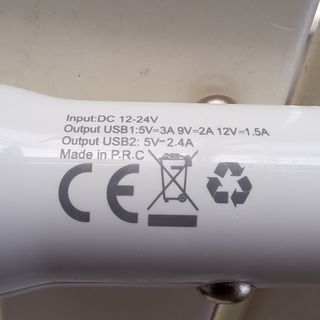 Input:DC 12-24V
Output USB1:5V=3A 9V=2A 12V=1.5A
Output USB2: 5V=2.4A
Made in P.R.C
CE